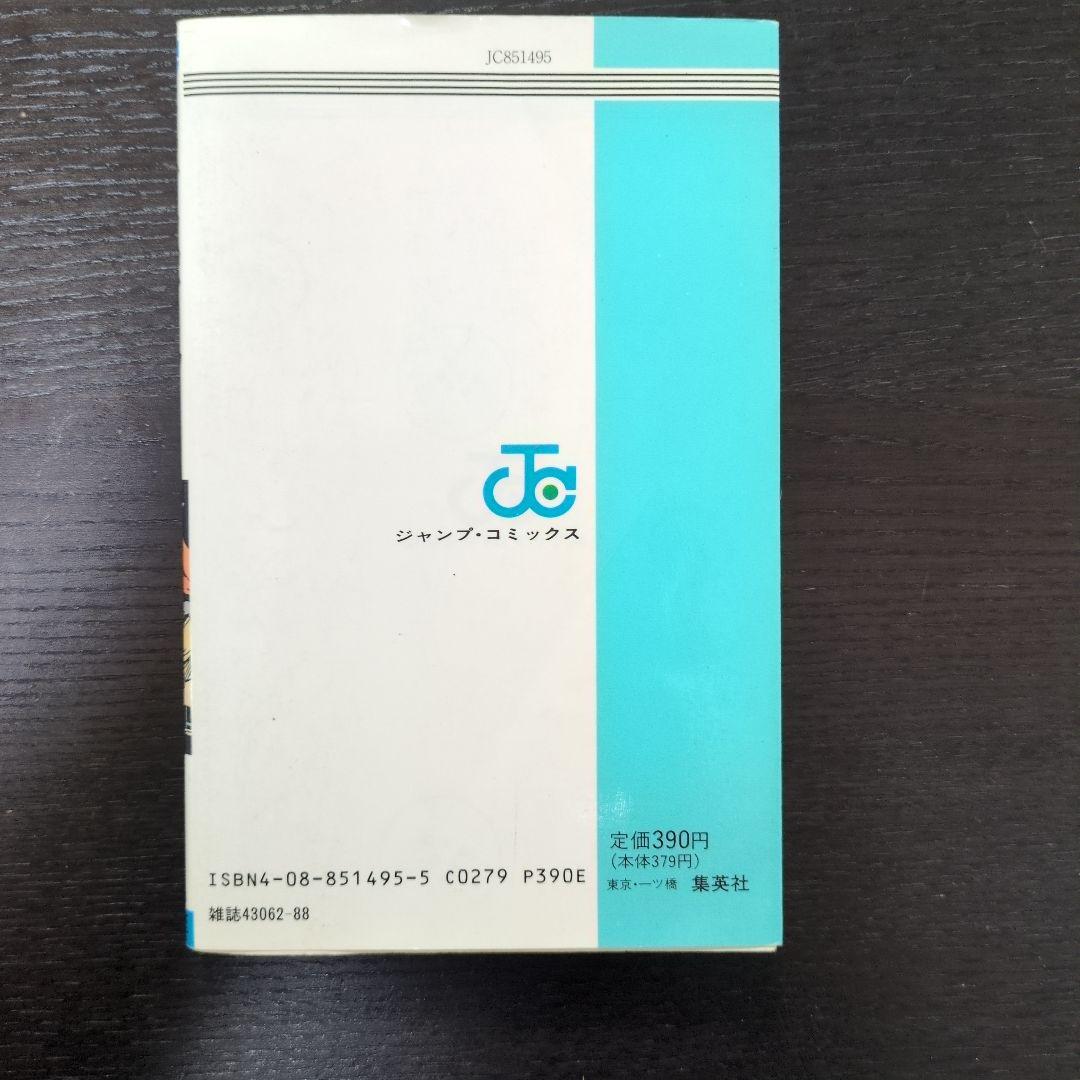 JC851495
JC
ジャンプ・コミックス
定価390円
(本体379円)
ISBN4-08-851495-5 C0279 P390E
東京・一ツ橋 集英社
雑誌43062-88